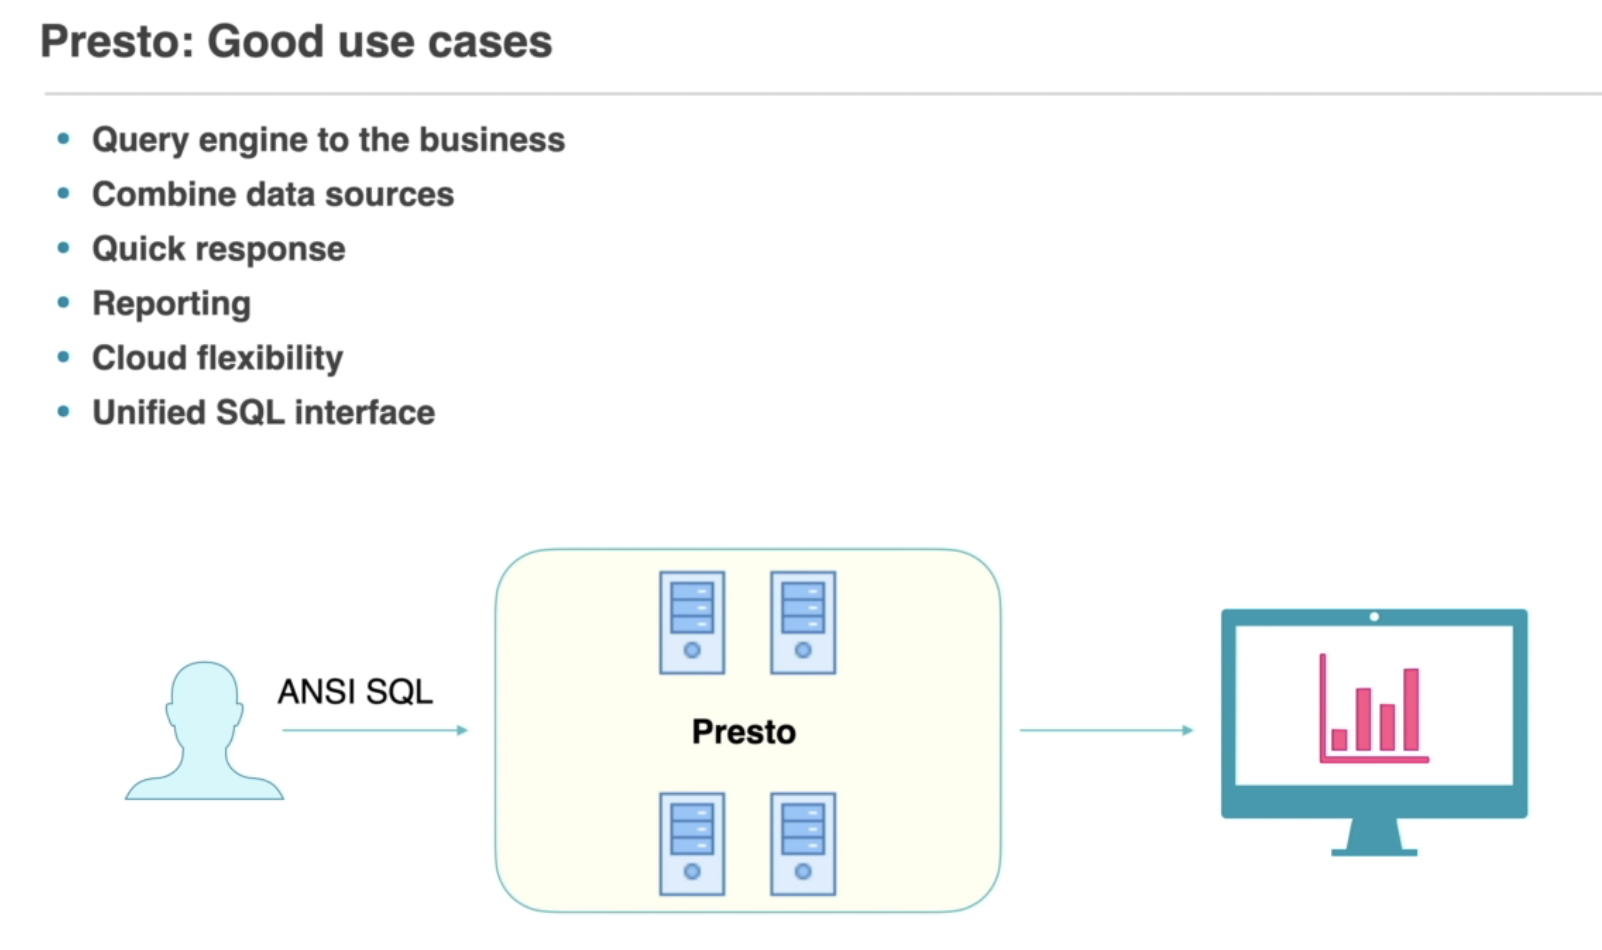 Presto: Good use cases
• Query engine to the business
• Combine data sources
• Quick response
• Reporting
• Cloud flexibility
• Unified SQL interface
ANSI SQL
Presto